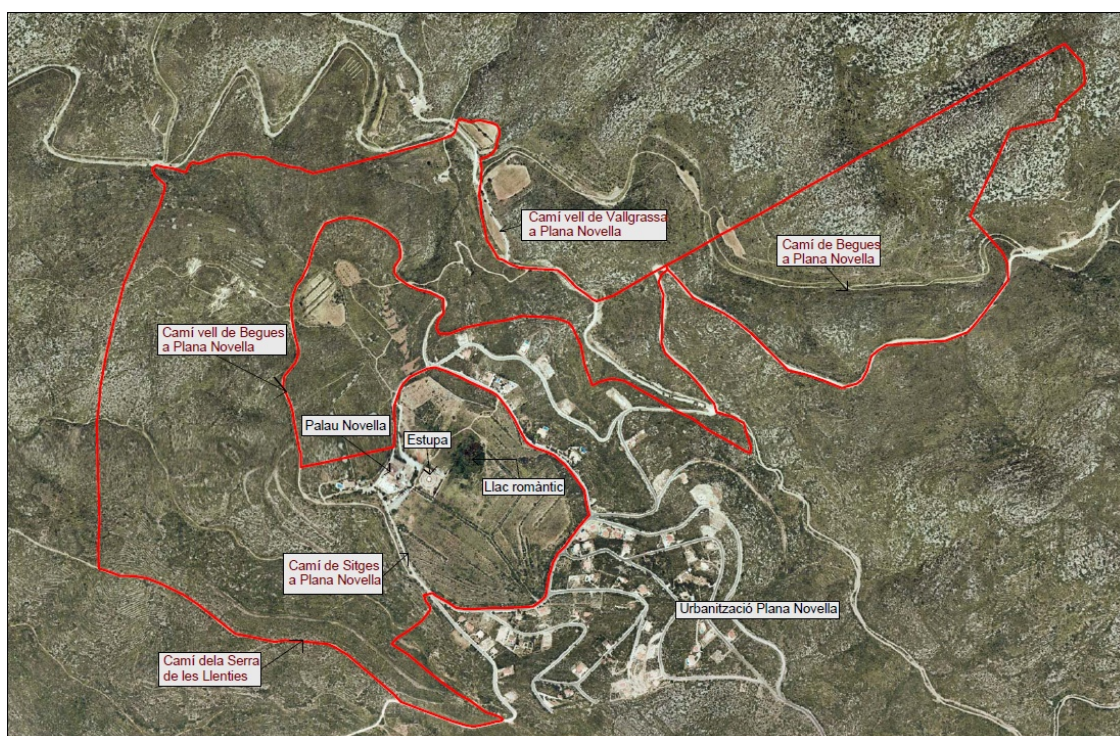 Camí vell de Vallgrassa
a Plana Novella
Camí de Begues
a Plana Novella
Camí vell de Begues
a Plana Novella
Palau Novella
Estupa
Llac romàntic
Camí de Sitges
a Plana Novella
Urbanització Plana Novella
Camí dela Serra
de les Llenties